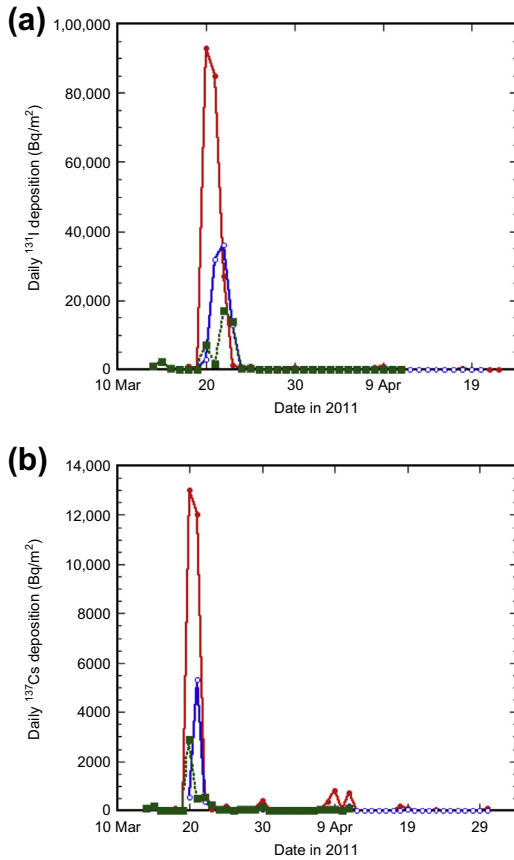 (a)
1,00,000
80,000
60,000
40,000
20,000
0
Daily ¹³¹I deposition (Bq/m²)
10 Mar 20 30 9 Apr 19
Date in 2011
(b)
14,000
12,000
10,000
8000
6000
4000
2000
0
Daily ¹³⁷Cs deposition (Bq/m²)
10 Mar 20 30 9 Apr 19 29
Date in 2011